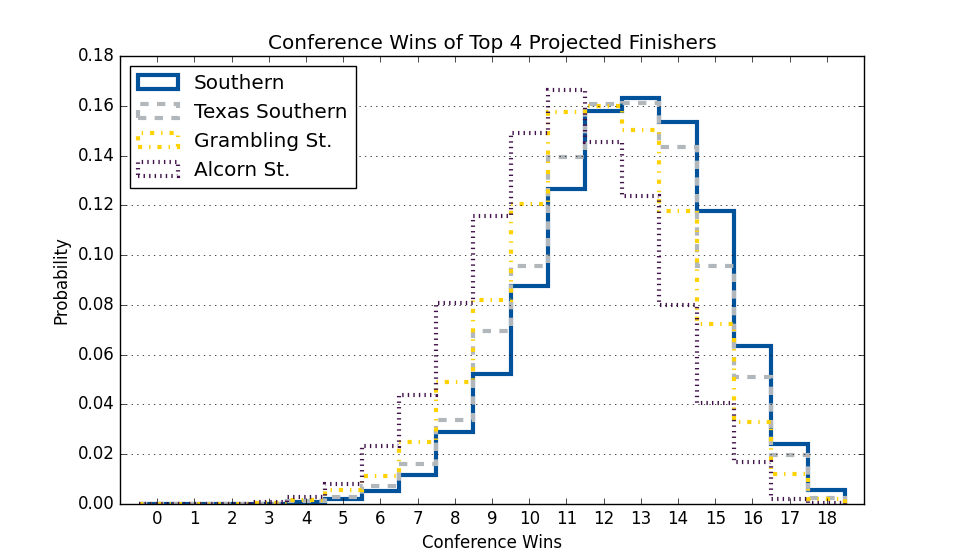 Conference Wins of Top 4 Projected Finishers
0.18
0.16
0.14
0.12
0.10
0.08
0.06
0.04
0.02
0.00
Probability
Southern
Texas Southern
Grambling St.
Alcorn St.
0 1 2 3 4 5 6 7 8 9 10 11 12 13 14 15 16 17 18
Conference Wins